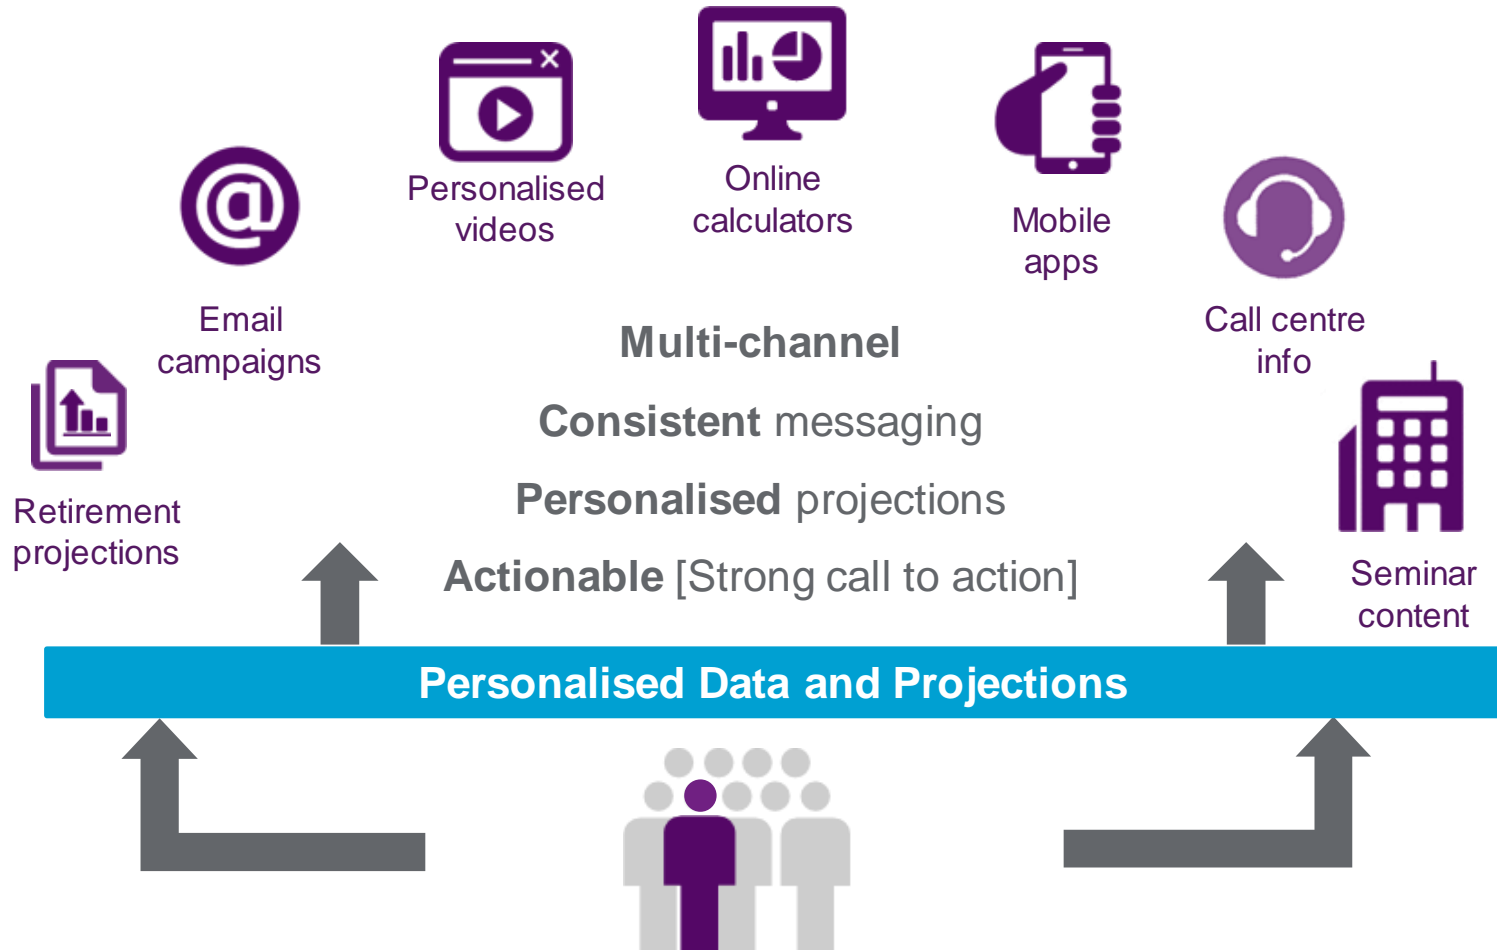 Personalised
videos
Online
calculators
Mobile
apps
Email
campaigns
Call centre
info
Retirement
projections
Seminar
content
Multi-channel
Consistent messaging
Personalised projections
Actionable [Strong call to action]
Personalised Data and Projections